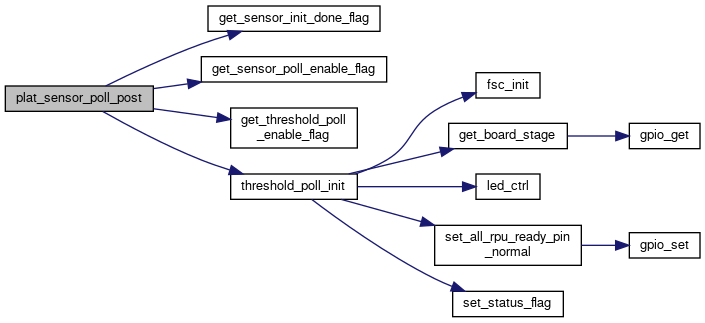 get_sensor_init_done_flag
get_sensor_poll_enable_flag
fsc_init
plat_sensor_poll_post
get_threshold_poll
_enable_flag
get_board_stage
gpio_get
threshold_poll_init
led_ctrl
set_all_rpu_ready_pin
_normal
gpio_set
set_status_flag